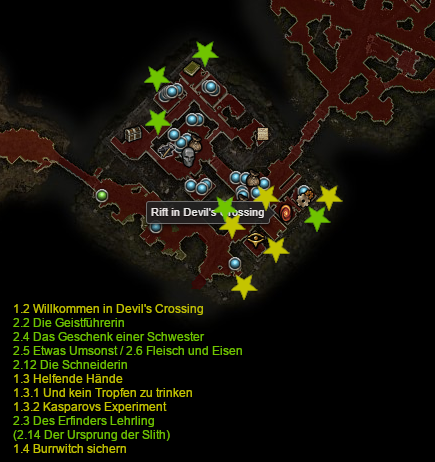 Rift in Devil's Crossing
1.2 Willkommen in Devil's Crossing
2.2 Die Geistführerin
2.4 Das Geschenk einer Schwester
2.5 Etwas Umsonst / 2.6 Fleisch und Eisen
2.12 Die Schneiderin
1.3 Helfende Hände
1.3.1 Und kein Tropfen zu trinken
1.3.2 Kasparovs Experiment
2.3 Des Erfinders Lehrling
(2.14 Der Ursprung der Slith)
1.4 Burrwitch sichern